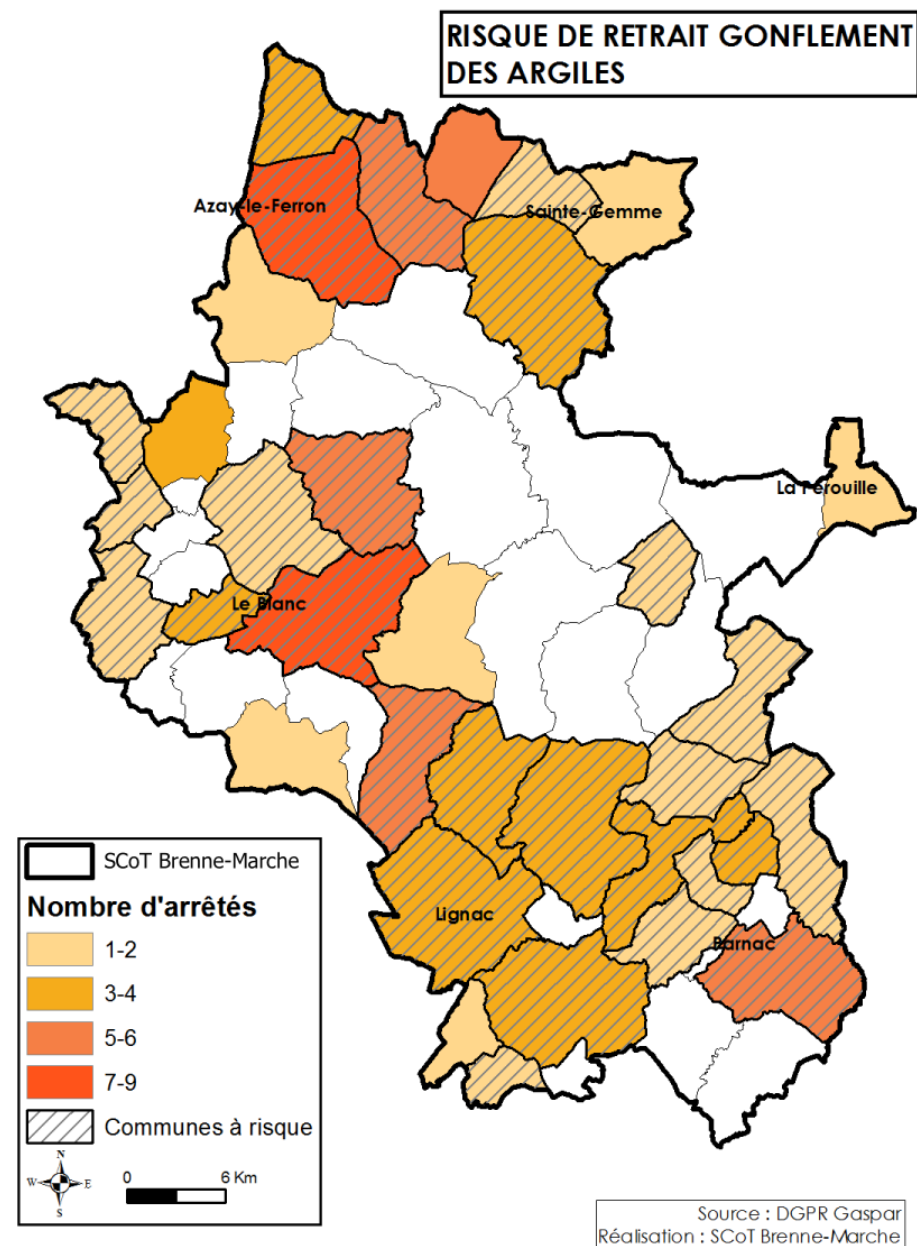 RISQUE DE RETRAIT GONFLEMENT
DES ARGILES
Azay-le-Ferron
Sainte-Gemme
La Pérouille
Le Blanc
Lignac
Parnac
SCoT Brenne-Marche
Nombre d'arrêtés
1-2
3-4
5-6
7-9
Communes à risque
N
W E
S
0 6 Km
Source : DGPR Gaspar
Réalisation : SCoT Brenne-Marche